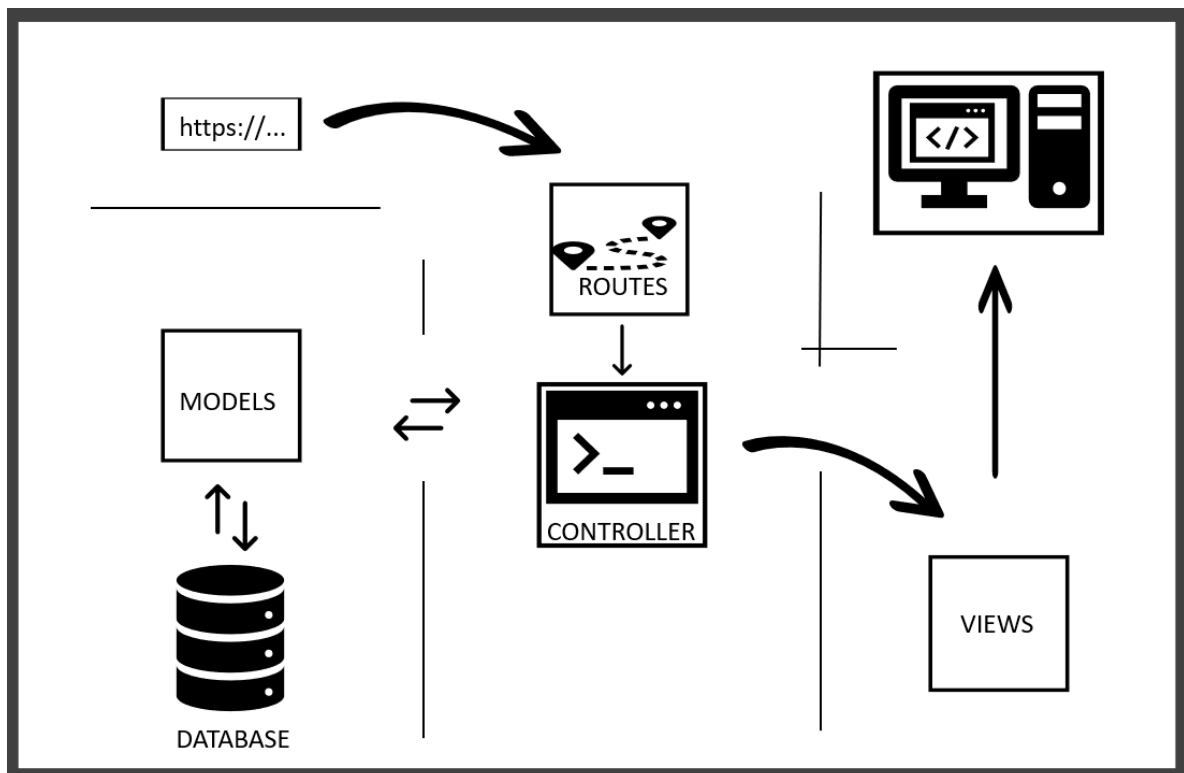 https://...
</>
ROUTES
MODELS
>_
CONTROLLER
VIEWS
DATABASE